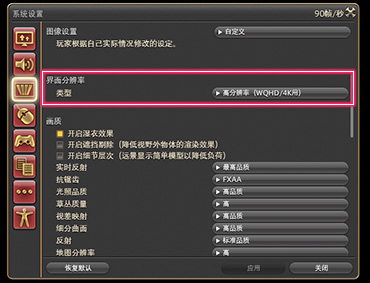 系统设置
90帧/秒
图像设置
自定义
玩家根据自己实际情况修改的设定。
界面分辨率
类型
高分辨率（WQHD/4K用）
画质
开启湿衣效果
开启遮挡剔除（降低视野外物体的渲染效果）
开启细节层次（远景显示简单模型以降低负荷）
实时反射
最高品质
抗锯齿
FXAA
光照品质
高品质
草丛质量
高
视差映射
高品质
细分曲面
高品质
反射
标准品质
地图分辨率
高
恢复默认
应用
关闭